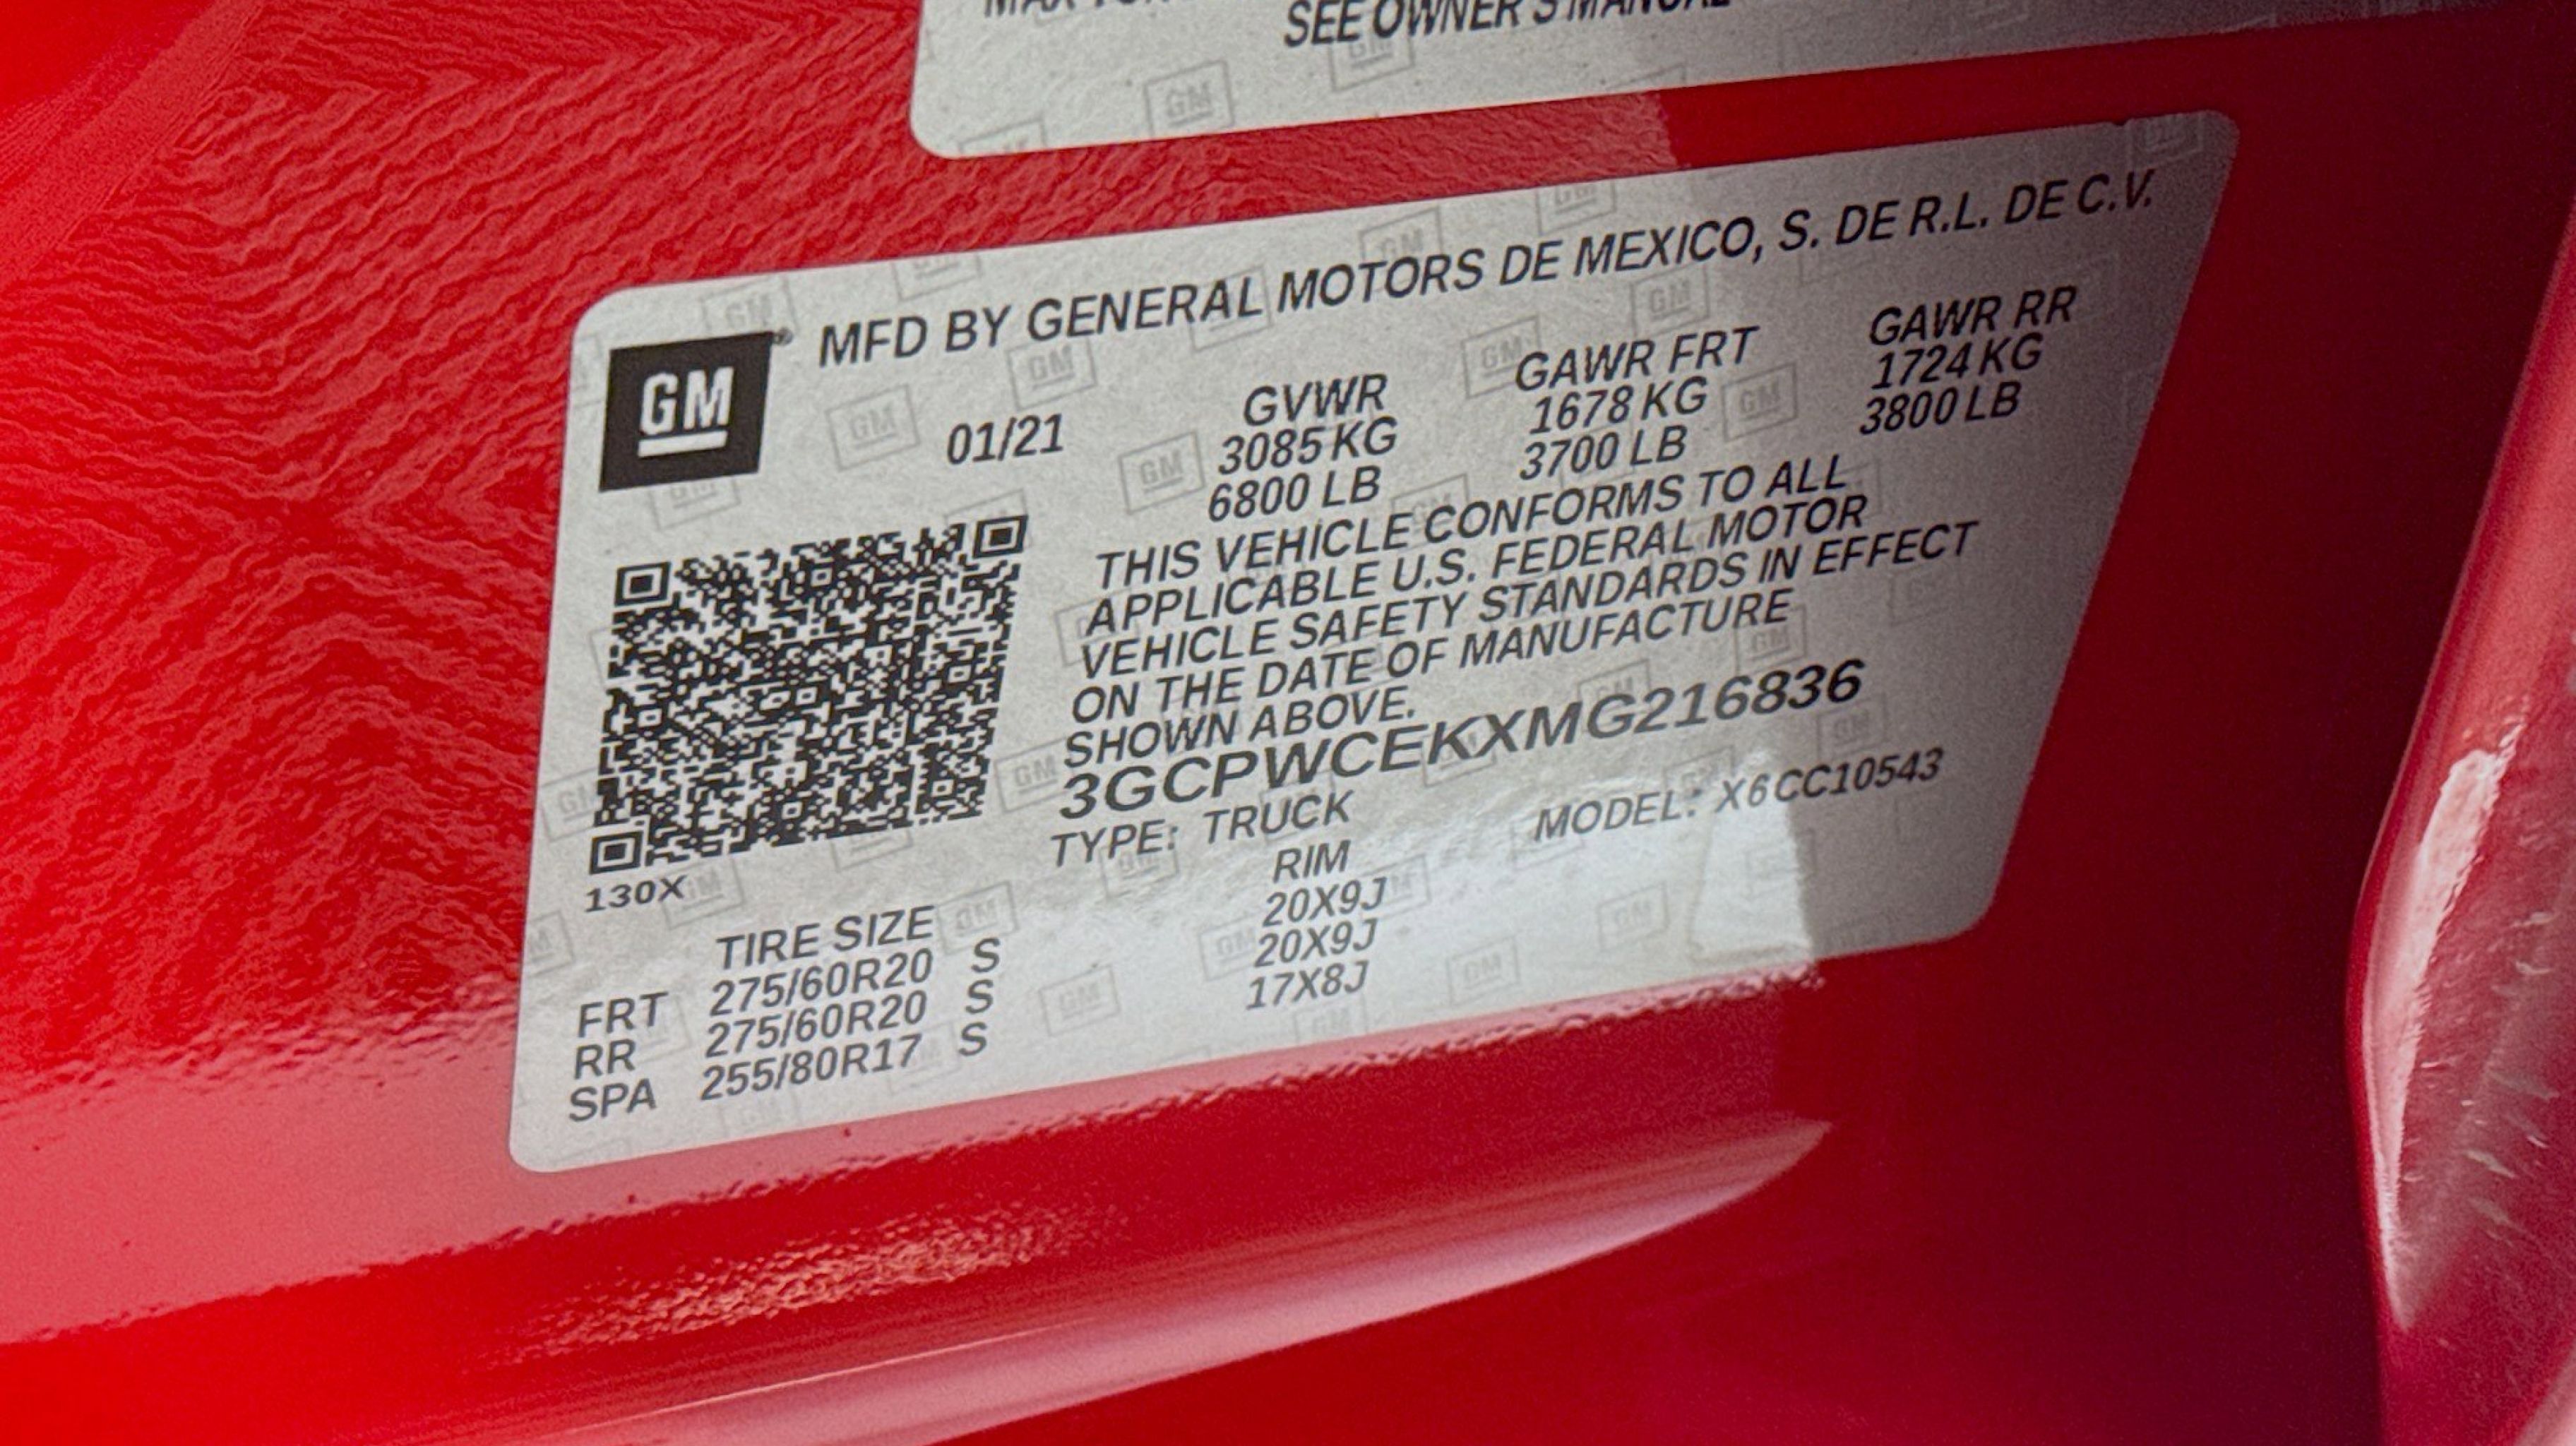 SEE OWNER'S MANUAL
GM
MFD BY GENERAL MOTORS DE MEXICO, S. DE R.L. DE C.V.
01/21 GVWR GAWR FRT GAWR RR
3085 KG 1678 KG 1724 KG
6800 LB 3700 LB 3800 LB
THIS VEHICLE CONFORMS TO ALL
APPLICABLE U.S. FEDERAL MOTOR
VEHICLE SAFETY STANDARDS IN EFFECT
ON THE DATE OF MANUFACTURE
SHOWN ABOVE.
3GCPWCEKXMG216836
TYPE: TRUCK MODEL: X6CC10543
130X
TIRE SIZE RIM
FRT 275/60R20 S 20X9J
RR 275/60R20 S 20X9J
SPA 255/80R17 S 17X8J